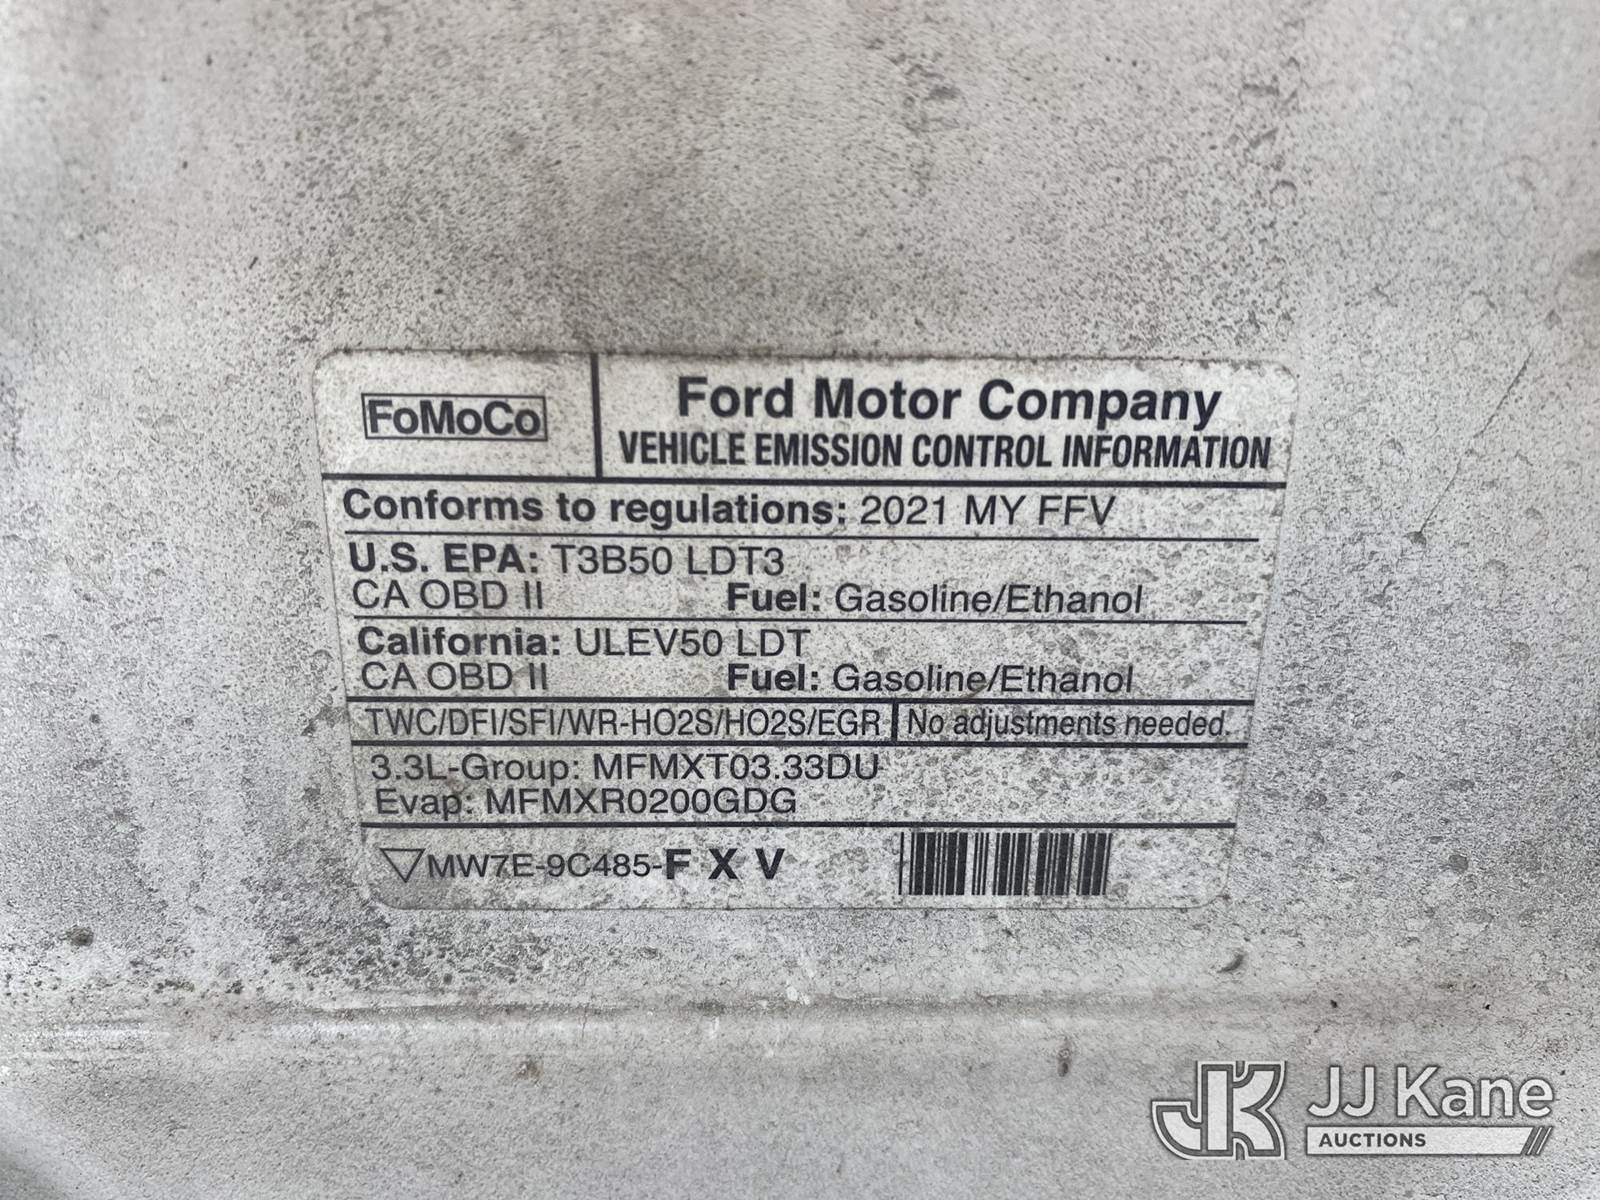 FoMoCo
Ford Motor Company
VEHICLE EMISSION CONTROL INFORMATION
Conforms to regulations: 2021 MY FFV
U.S. EPA: T3B50 LDT3
CA OBD II Fuel: Gasoline/Ethanol
California: ULEV50 LDT
CA OBD II Fuel: Gasoline/Ethanol
TWC/DFI/SFI/WR-HO2S/HO2S/EGR No adjustments needed.
3.3L-Group: MFMXT03.33DU
Evap: MFMXR0200GDG
MW7E-9C485-F X V
JK JJ Kane
AUCTIONS